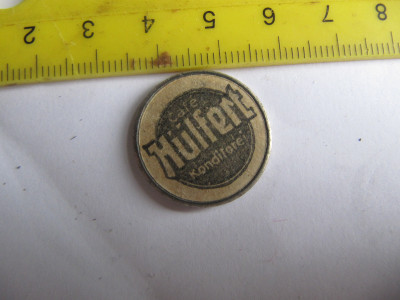 2 3 4 5 6 7 8
Café
Hülfert
Konditorei